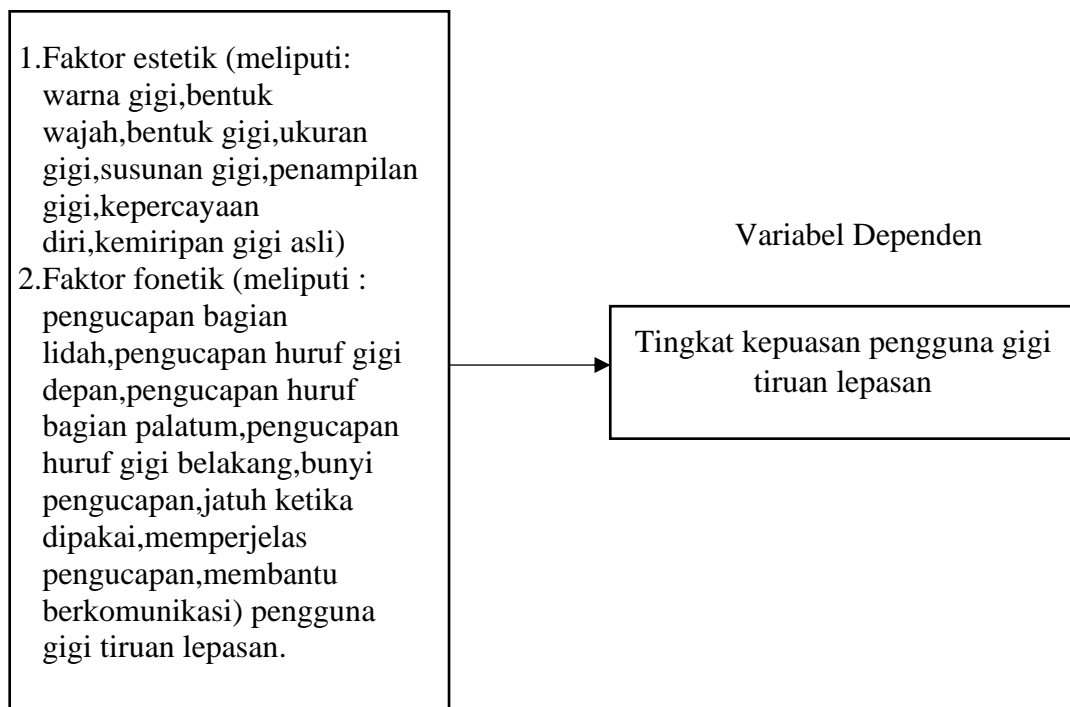 1.Faktor estetik (meliputi:
warna gigi,bentuk
wajah,bentuk gigi,ukuran
gigi,susunan gigi,penampilan
gigi,kepercayaan
diri,kemiripan gigi asli)
2.Faktor fonetik (meliputi :
pengucapan bagian
lidah,pengucapan huruf gigi
depan,pengucapan huruf
bagian palatum,pengucapan
huruf gigi belakang,bunyi
pengucapan,jatuh ketika
dipakai,memperjelas
pengucapan,membantu
berkomunikasi) pengguna
gigi tiruan lepasan.
Variabel Dependen
Tingkat kepuasan pengguna gigi
tiruan lepasan